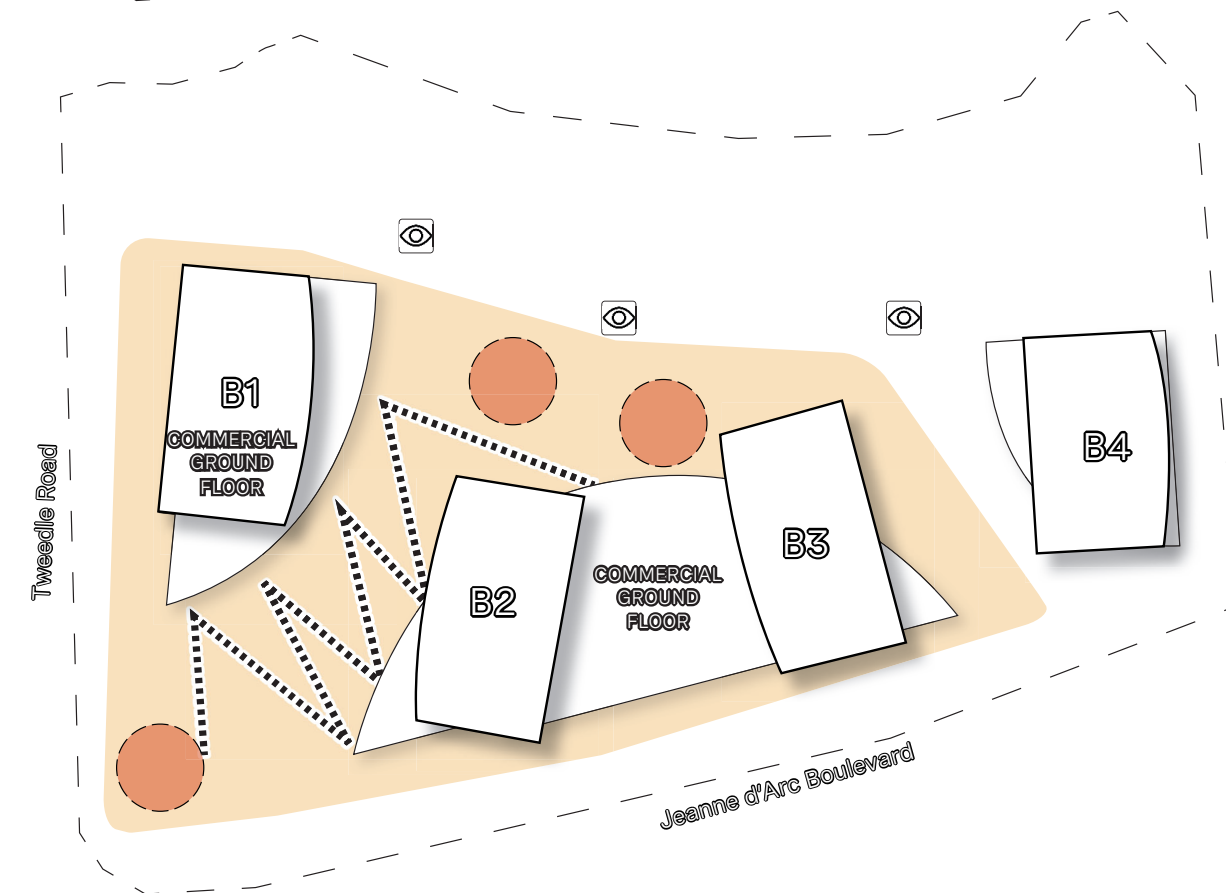 B1
COMMERCIAL
GROUND
FLOOR
B4
B3
COMMERCIAL
GROUND
FLOOR
B2
Tweedle Road
Jeanne d'Arc Boulevard